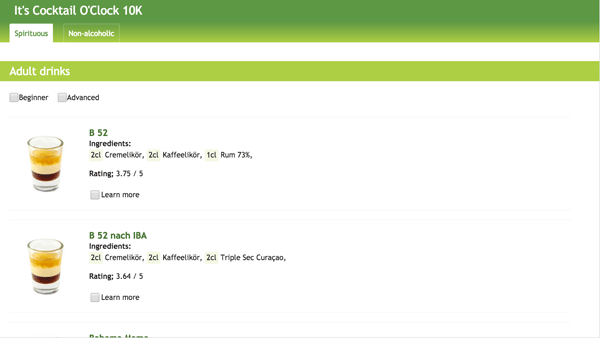 It's Cocktail O'Clock 10K
Spirituous
Non-alcoholic
Adult drinks
Beginner Advanced
B 52
Ingredients:
2cl Cremelikör, 2cl Kaffeelikör, 1cl Rum 73%,
Rating; 3.75 / 5
Learn more
B 52 nach IBA
Ingredients:
2cl Cremelikör, 2cl Kaffeelikör, 2cl Triple Sec Curaçao,
Rating; 3.64 / 5
Learn more